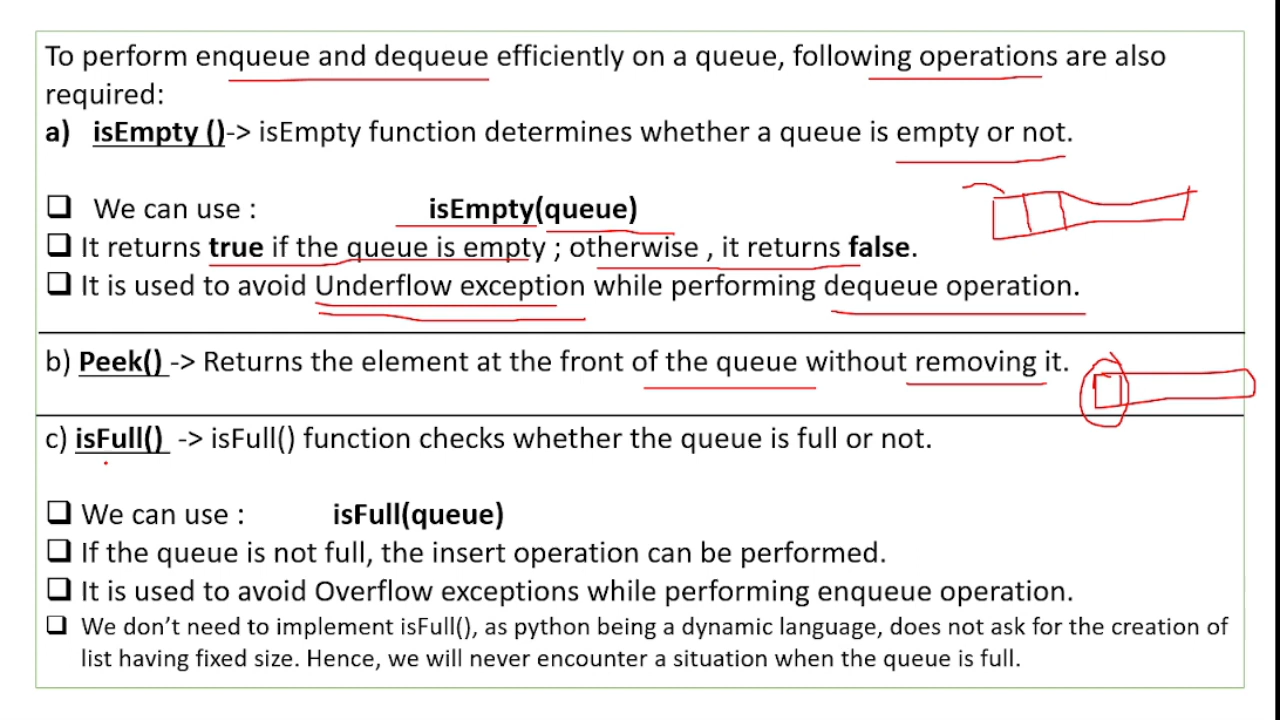 To perform enqueue and dequeue efficiently on a queue, following operations are also
required:
a) isEmpty ()-> isEmpty function determines whether a queue is empty or not.
❑ We can use : isEmpty(queue)
❑ It returns true if the queue is empty ; otherwise , it returns false.
❑ It is used to avoid Underflow exception while performing dequeue operation.
b) Peek() -> Returns the element at the front of the queue without removing it.
c) isFull() -> isFull() function checks whether the queue is full or not.
❑ We can use : isFull(queue)
❑ If the queue is not full, the insert operation can be performed.
❑ It is used to avoid Overflow exceptions while performing enqueue operation.
❑ We don’t need to implement isFull(), as python being a dynamic language, does not ask for the creation of
list having fixed size. Hence, we will never encounter a situation when the queue is full.